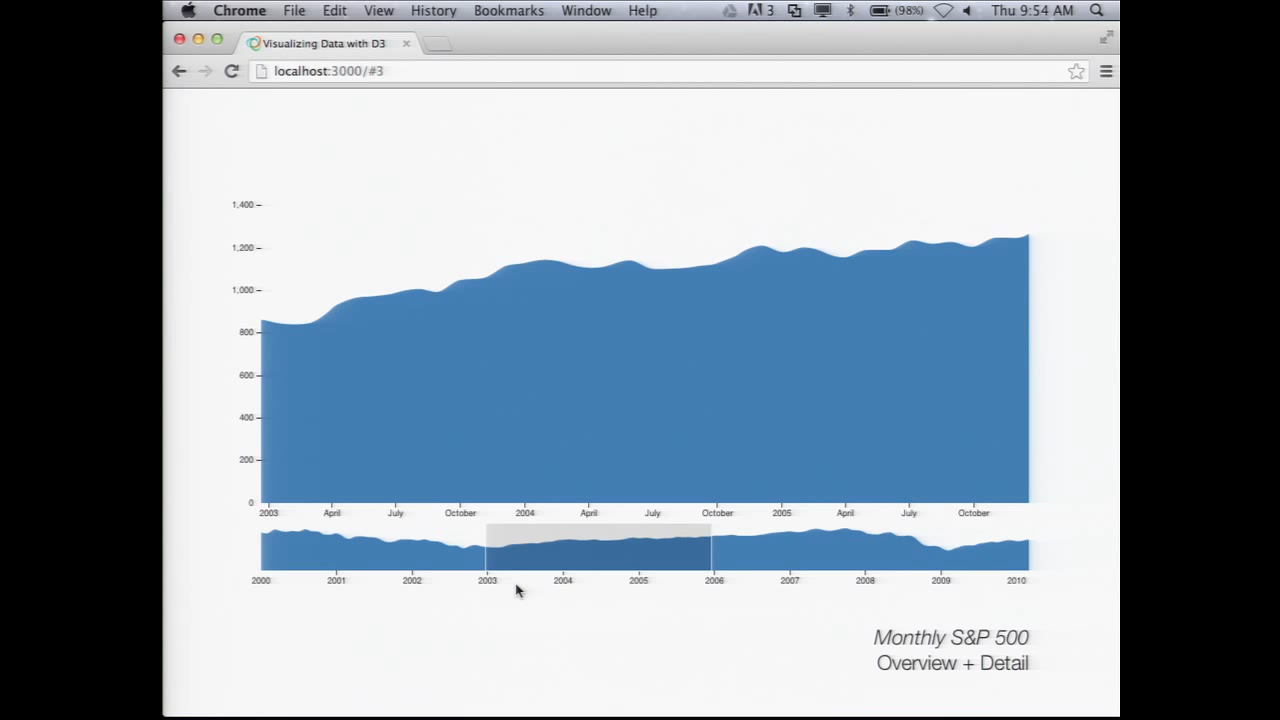 Chrome File Edit View History Bookmarks Window Help 3 (98%) Thu 9:54 AM
Visualizing Data with D3
localhost:3000/#3
1,400
1,200
1,000
800
600
400
200
0
2003 April July October 2004 April July October 2005 April July October
2000 2001 2002 2003 2004 2005 2006 2007 2008 2009 2010
Monthly S&P 500
Overview + Detail